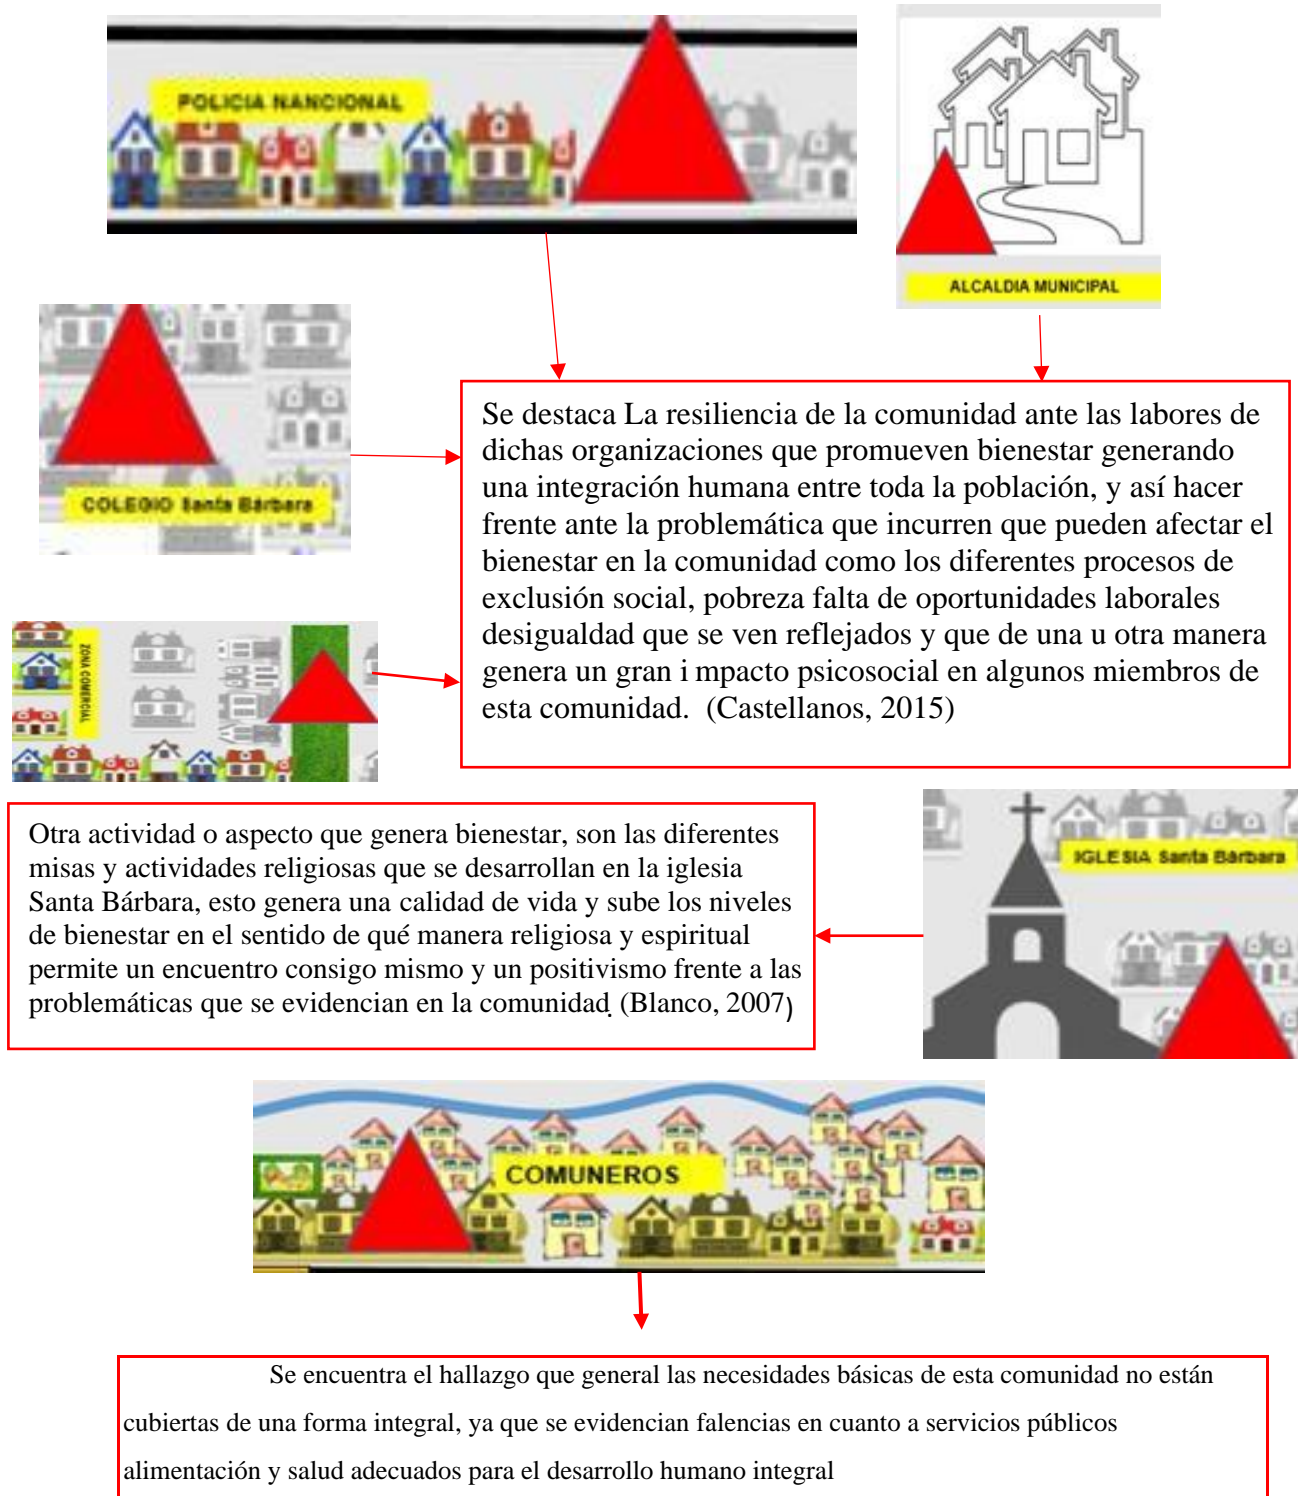 POLICIA NANCIONAL
ALCALDIA MUNICIPAL
COLEGIO Santa Bárbara
Se destaca La resiliencia de la comunidad ante las labores de
dichas organizaciones que promueven bienestar generando
una integración humana entre toda la población, y así hacer
frente ante la problemática que incurren que pueden afectar el
bienestar en la comunidad como los diferentes procesos de
exclusión social, pobreza falta de oportunidades laborales
desigualdad que se ven reflejados y que de una u otra manera
genera un gran i mpacto psicosocial en algunos miembros de
esta comunidad. (Castellanos, 2015)
ZONA COMERCIAL
Otra actividad o aspecto que genera bienestar, son las diferentes
misas y actividades religiosas que se desarrollan en la iglesia
Santa Bárbara, esto genera una calidad de vida y sube los niveles
de bienestar en el sentido de qué manera religiosa y espiritual
permite un encuentro consigo mismo y un positivismo frente a las
problemáticas que se evidencian en la comunidad. (Blanco, 2007)
IGLESIA Santa Bárbara
COMUNEROS
Se encuentra el hallazgo que general las necesidades básicas de esta comunidad no están
cubiertas de una forma integral, ya que se evidencian falencias en cuanto a servicios públicos
alimentación y salud adecuados para el desarrollo humano integral